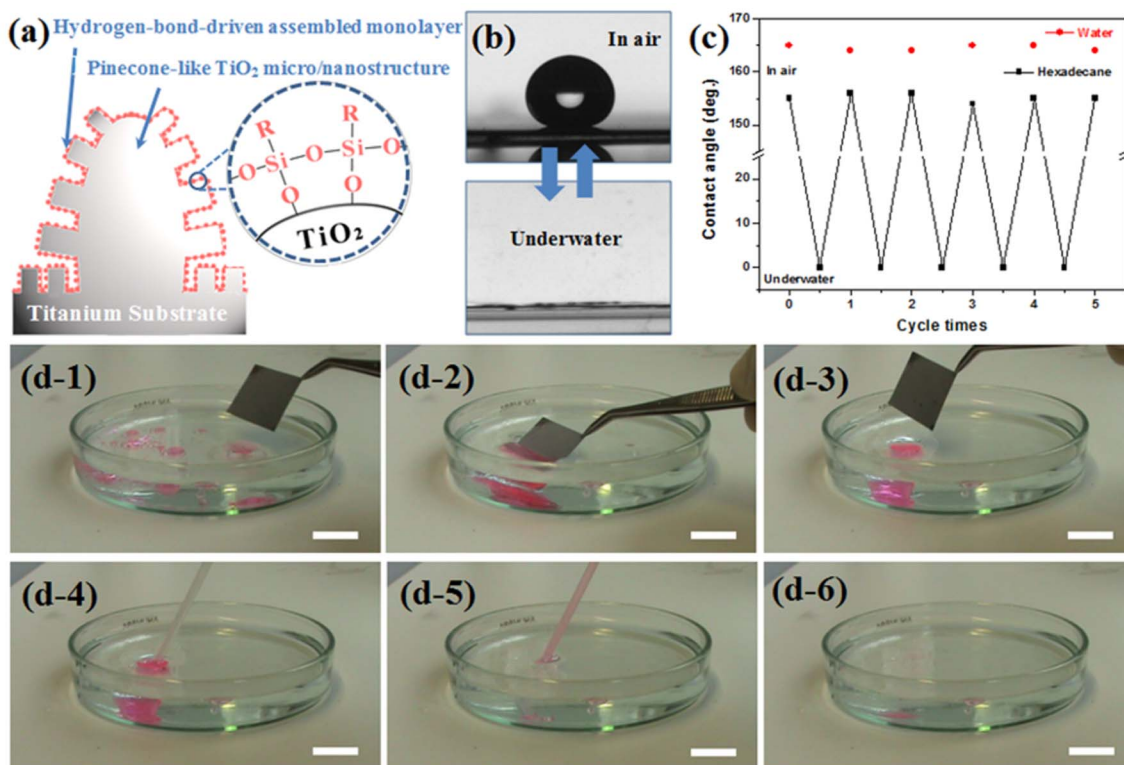 (a) Hydrogen-bond-driven assembled monolayer
Pinecone-like TiO₂ micro/nanostructure
R R
O Si O Si O
O O
TiO₂
Titanium Substrate
(b) In air
Underwater
(c)
170
160
150
20
10
0
Contact angle (deg.)
Water
Hexadecane
In air
Underwater
0 1 2 3 4 5
Cycle times
(d-1) (d-2) (d-3)
(d-4) (d-5) (d-6)